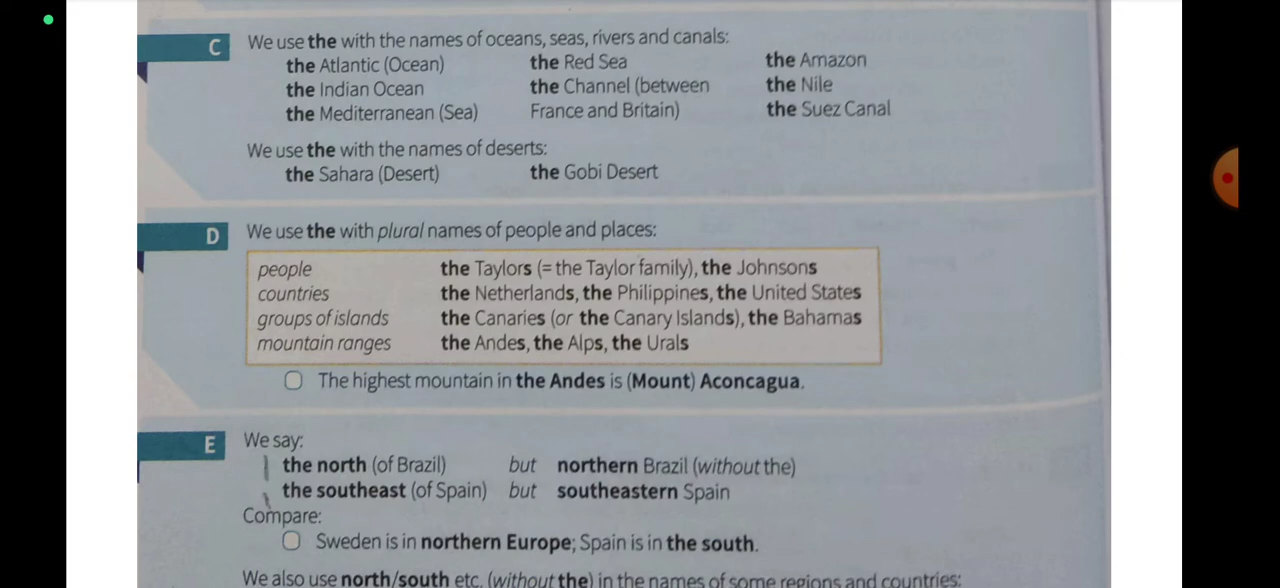 C We use the with the names of oceans, seas, rivers and canals:
the Atlantic (Ocean) the Red Sea the Amazon
the Indian Ocean the Channel (between the Nile
the Mediterranean (Sea) France and Britain) the Suez Canal
We use the with the names of deserts:
the Sahara (Desert) the Gobi Desert
D We use the with plural names of people and places:
people the Taylors (= the Taylor family), the Johnsons
countries the Netherlands, the Philippines, the United States
groups of islands the Canaries (or the Canary Islands), the Bahamas
mountain ranges the Andes, the Alps, the Urals
The highest mountain in the Andes is (Mount) Aconcagua.
E We say:
the north (of Brazil) but northern Brazil (without the)
the southeast (of Spain) but southeastern Spain
Compare:
Sweden is in northern Europe; Spain is in the south.
We also use north/south etc. (without the) in the names of some regions and countries: